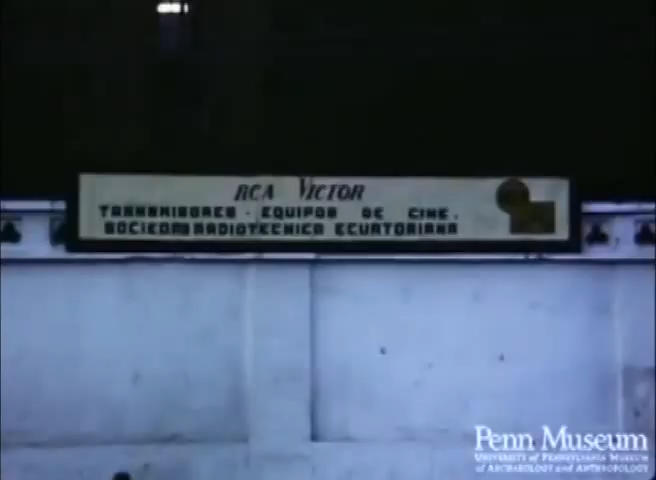 RCA VICTOR
TRANSMISORES - EQUIPOS DE CINE.
SOCIEDAD RADIOTECNICA ECUATORIANA
Penn Museum
UNIVERSITY of PENNSYLVANIA MUSEUM
of ARCHAEOLOGY and ANTHROPOLOGY